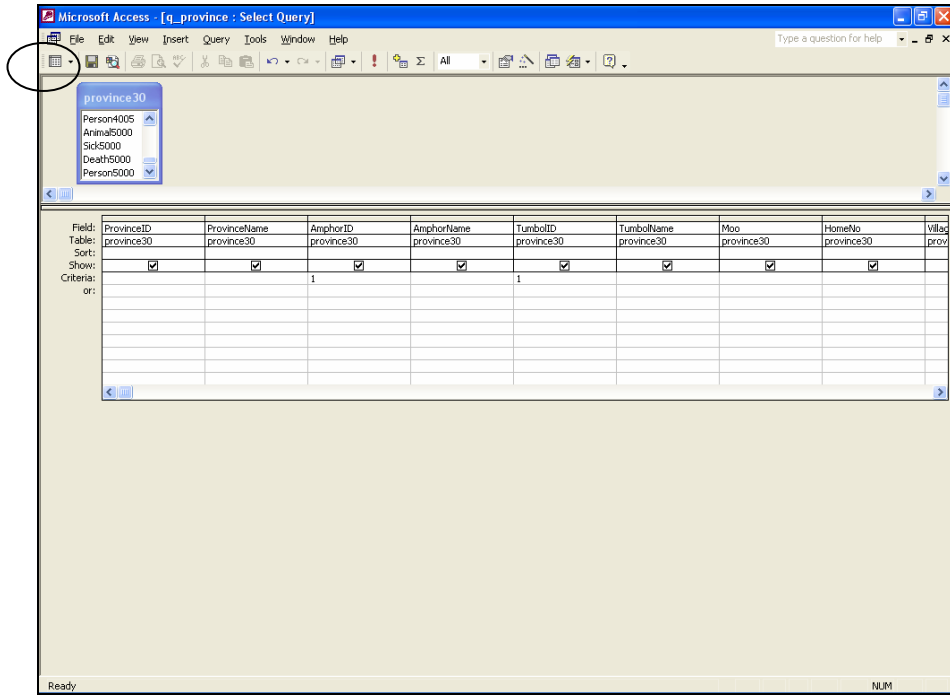 Microsoft Access - [q_province : Select Query]
File Edit View Insert Query Tools Window Help Type a question for help
All
province30
Person4005
Animal5000
Sick5000
Death5000
Person5000
Field: ProvinceID ProvinceName AmphorID AmphorName TumbolID TumbolName Moo HomeNo Villag
Table: province30 province30 province30 province30 province30 province30 province30 province30 prov
Sort:
Show:
Criteria: 1 1
or:
Ready NUM